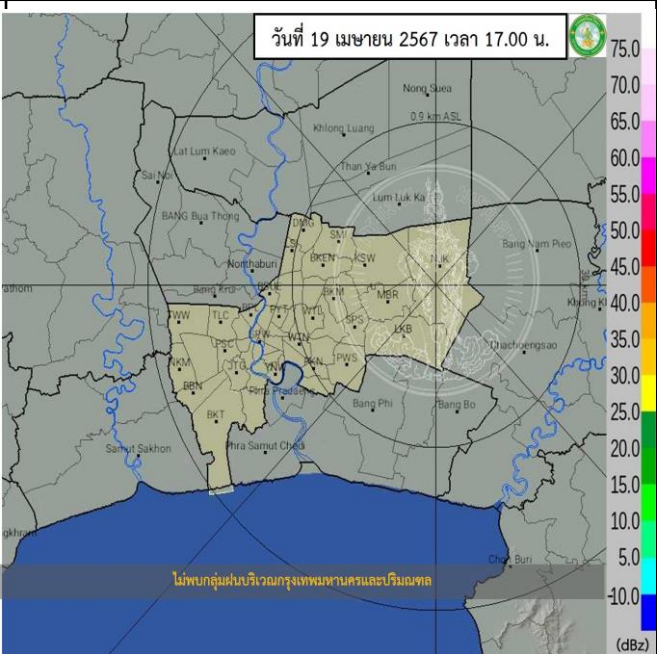 วันที่ 19 เมษายน 2567 เวลา 17.00 น.
75.0
70.0
65.0
60.0
55.0
50.0
45.0
40.0
35.0
30.0
25.0
20.0
15.0
10.0
5.0
-10.0
(dBz)
Nong Suea
0.9 km ASL
Khlong Luang
Lat Lum Kaeo
Than Ya Buri
Sai Noi
Lum Luk Ka
BANG Bua Thong
DMG
SMI
Bang Nam Pieo
Nonthaburi
BKEN
KSW
NJK
BKM
MBR
TWW
TLC
SPS
LKB
Chachoengsao
PSC
NKM
JTG
PKN
PWS
BBN
Phra Pradaeng
BKT
Bang Phi
Bang Bo
Samut Sakhon
Phra Samut Chedi
Chon Buri
ไม่พบกลุ่มฝนบริเวณกรุงเทพมหานครและปริมณฑล